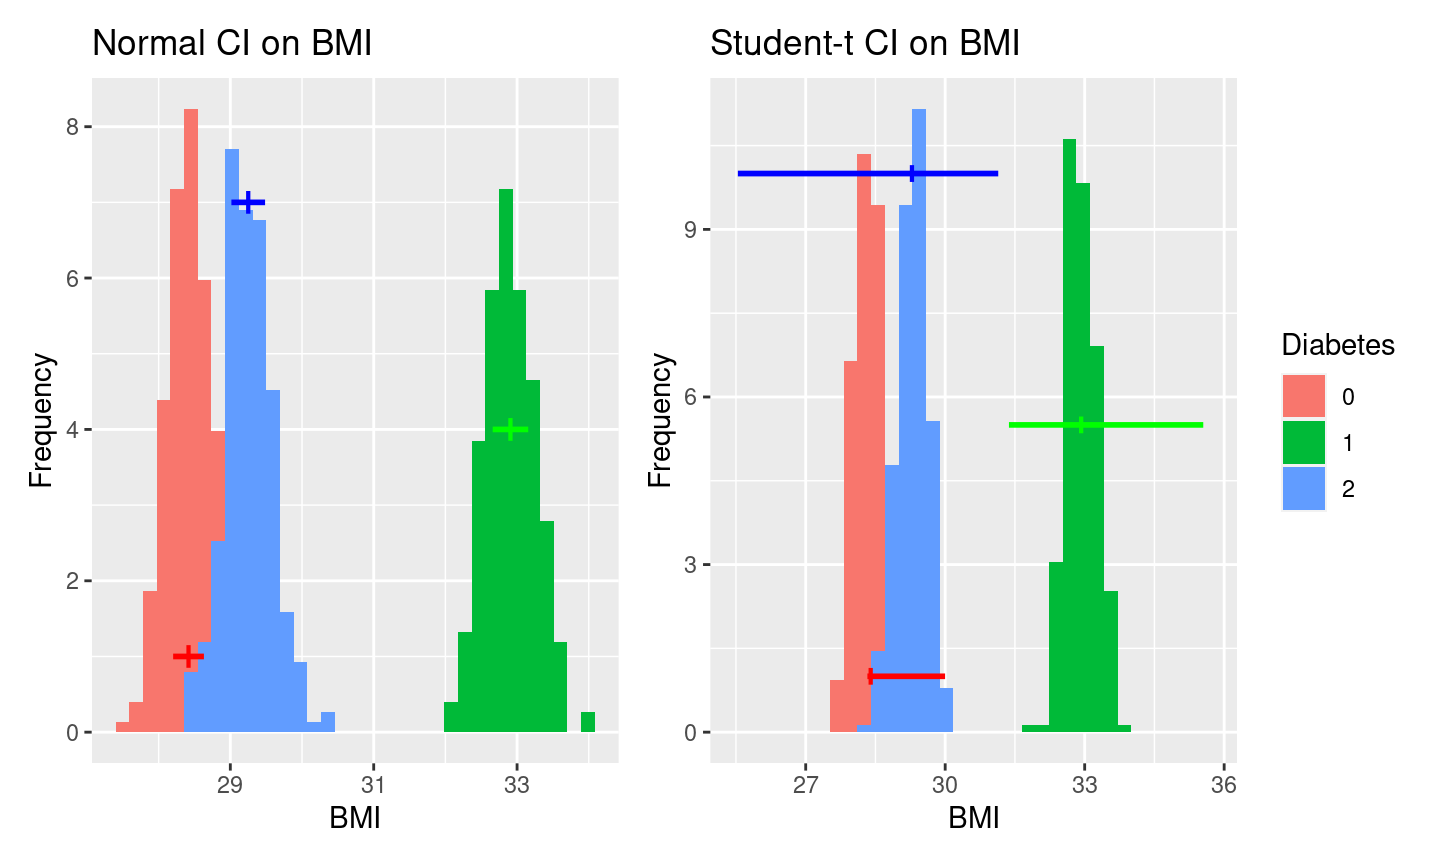 Normal CI on BMI
8
6
4
2
0
Frequency
29
31
33
BMI
Student-t CI on BMI
9
6
3
0
Frequency
27
30
33
36
BMI
Diabetes
0
1
2